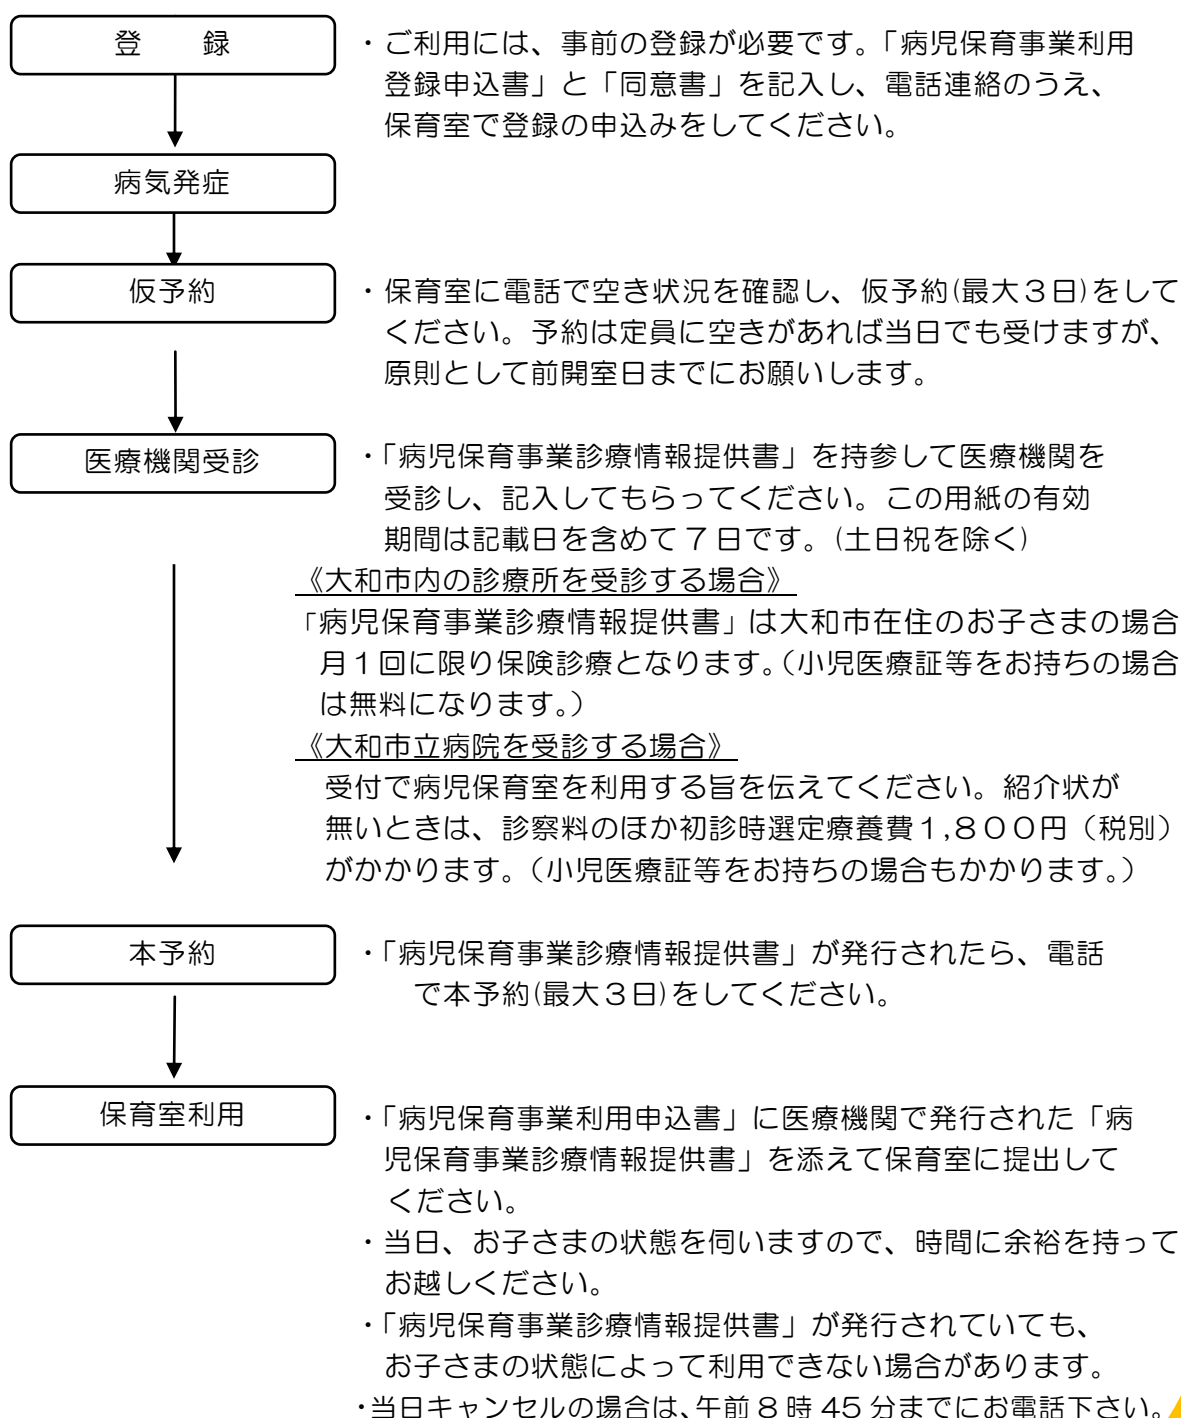 登　　録
・ご利用には、事前の登録が必要です。「病児保育事業利用
登録申込書」と「同意書」を記入し、電話連絡のうえ、
保育室で登録の申込みをしてください。
病気発症
仮予約
・保育室に電話で空き状況を確認し、仮予約(最大３日)をして
ください。予約は定員に空きがあれば当日でも受けますが、
原則として前開室日までにお願いします。
医療機関受診
・「病児保育事業診療情報提供書」を持参して医療機関を
受診し、記入してもらってください。この用紙の有効
期間は記載日を含めて７日です。(土日祝を除く)
《大和市内の診療所を受診する場合》
「病児保育事業診療情報提供書」は大和市在住のお子さまの場合
月１回に限り保険診療となります。（小児医療証等をお持ちの場合
は無料になります。）
《大和市立病院を受診する場合》
受付で病児保育室を利用する旨を伝えてください。紹介状が
無いときは、診察料のほか初診時選定療養費１,８００円（税別）
がかかります。（小児医療証等をお持ちの場合もかかります。）
本予約
・「病児保育事業診療情報提供書」が発行されたら、電話
で本予約(最大３日)をしてください。
保育室利用
・「病児保育事業利用申込書」に医療機関で発行された「病
児保育事業診療情報提供書」を添えて保育室に提出して
ください。
・当日、お子さまの状態を伺いますので、時間に余裕を持って
お越しください。
・「病児保育事業診療情報提供書」が発行されていても、
お子さまの状態によって利用できない場合があります。
・当日キャンセルの場合は、午前８時45分までにお電話下さい。